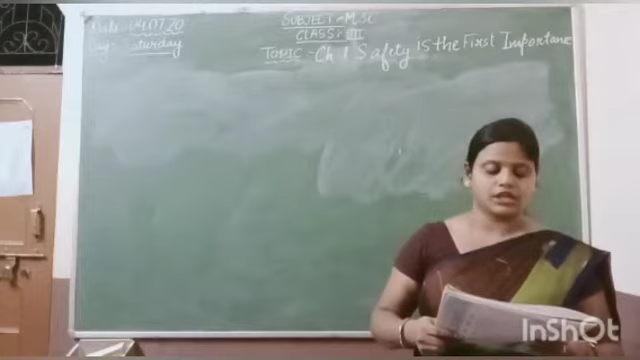 Date: 04.07.20
SUBJECT - M.SC
CLASS: III
Day: Saturday
TOPIC - Ch 1 Safety is the First Importance
InShOt